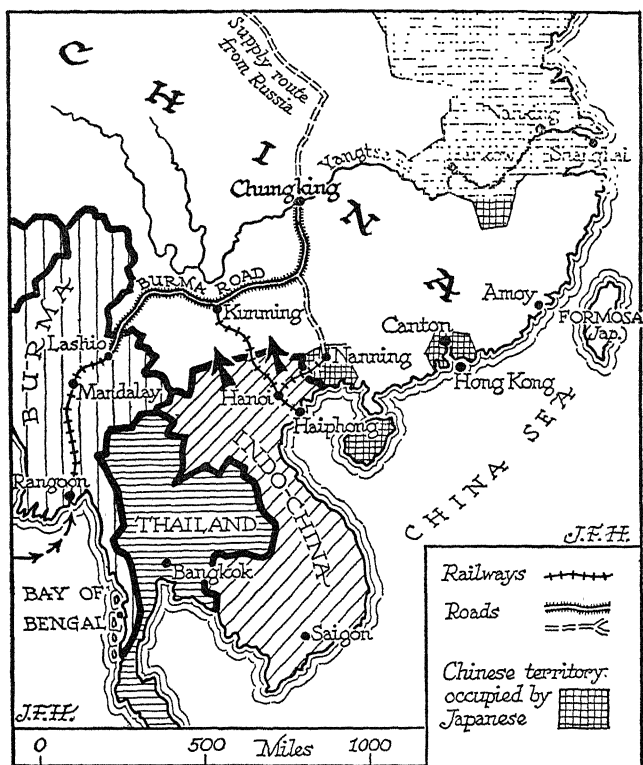 CHINA
Supply route
from Russia
Nanking
Shanghai
Yangtse
Hankow
Chungking
BURMA ROAD
Kunming
Amoy
FORMOSA
(Jap.)
Canton
Hong Kong
Nanning
Lashio
BURMA
Mandalay
Hanoi
Haiphong
INDO-CHINA
CHINA SEA
Rangoon
THAILAND
Bangkok
Saigon
BAY OF
BENGAL
J.F.H.
J.F.H.
Railways
Roads
Chinese territory
occupied by
Japanese
0 500 Miles 1000